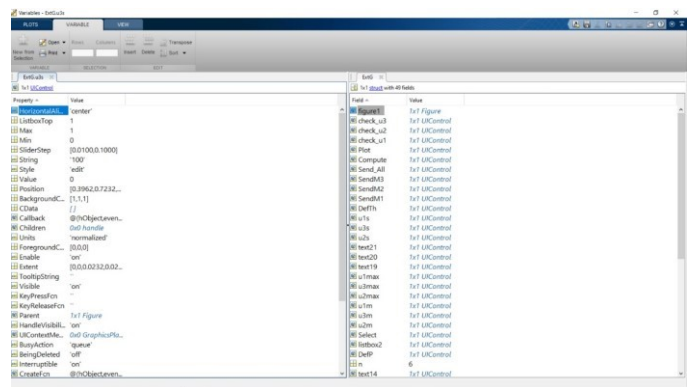 Variables - ExtG.u3s
PLOTS VARIABLE VIEW
New from Selection
Open Rows Columns
Print
Insert Delete Transpose
Sort
VARIABLE SELECTION EDIT
ExtG.u3s
1x1 UIControl
Property Value
HorizontalAli... 'center'
ListboxTop 1
Max 1
Min 0
SliderStep [0.0100,0.1000]
String '100'
Style 'edit'
Value 0
Position [0.3962,0.7232,...
BackgroundC... [1,1,1]
CData []
Callback @(hObject,even...
Children 0x0 handle
Units 'normalized'
ForegroundC... [0,0,0]
Enable 'on'
Extent [0,0,0.0232,0.02...
TooltipString ''
Visible 'on'
KeyPressFcn ''
KeyReleaseFcn ''
Parent 1x1 Figure
HandleVisibili... 'on'
UIContextMe... 0x0 GraphicsPla...
BusyAction 'queue'
BeingDeleted 'off'
Interruptible 'on'
CreateFcn @(hObject,even...
ExtG
1x1 struct with 49 fields
Field Value
figure1 1x1 Figure
check_u3 1x1 UIControl
check_u2 1x1 UIControl
check_u1 1x1 UIControl
Plot 1x1 UIControl
Compute 1x1 UIControl
Send_All 1x1 UIControl
SendM3 1x1 UIControl
SendM2 1x1 UIControl
SendM1 1x1 UIControl
DefTh 1x1 UIControl
u1s 1x1 UIControl
u3s 1x1 UIControl
u2s 1x1 UIControl
text21 1x1 UIControl
text20 1x1 UIControl
text19 1x1 UIControl
u1max 1x1 UIControl
u3max 1x1 UIControl
u2max 1x1 UIControl
u1m 1x1 UIControl
u3m 1x1 UIControl
u2m 1x1 UIControl
Select 1x1 UIControl
listbox2 1x1 UIControl
DefP 1x1 UIControl
n 6
text14 1x1 UIControl